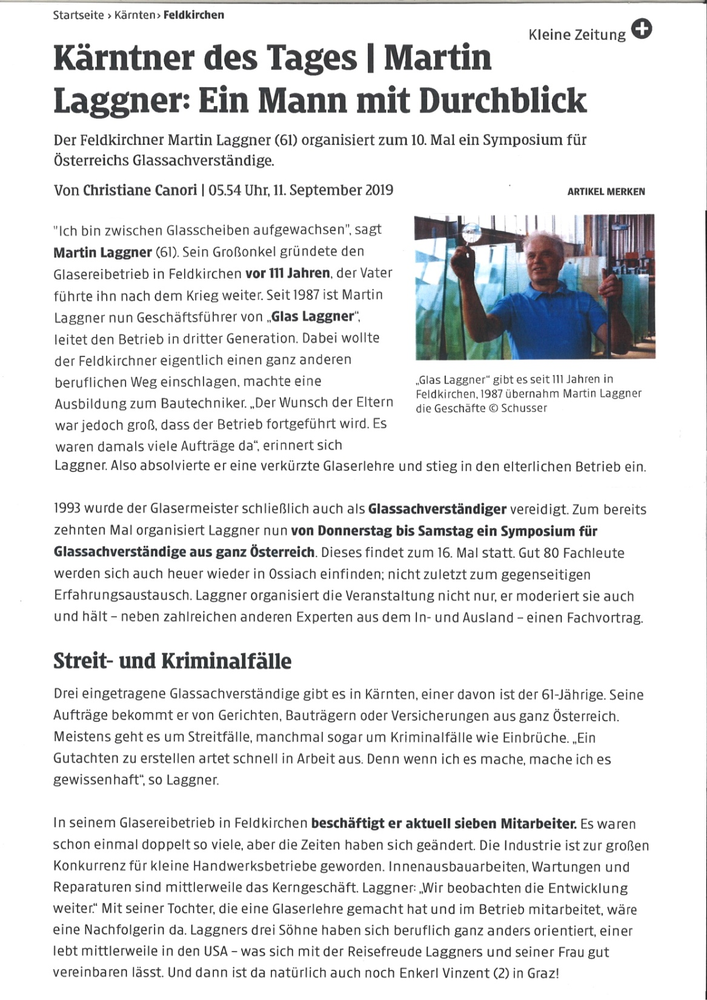 Startseite › Kärnten› Feldkirchen
Kleine Zeitung +
Kärntner des Tages | Martin
Laggner: Ein Mann mit Durchblick
Der Feldkirchner Martin Laggner (61) organisiert zum 10. Mal ein Symposium für
Österreichs Glassachverständige.
Von Christiane Canori | 05.54 Uhr, 11. September 2019
ARTIKEL MERKEN
"Ich bin zwischen Glasscheiben aufgewachsen", sagt
Martin Laggner (61). Sein Großonkel gründete den
Glasereibetrieb in Feldkirchen vor 111 Jahren, der Vater
führte ihn nach dem Krieg weiter. Seit 1987 ist Martin
Laggner nun Geschäftsführer von „Glas Laggner“,
leitet den Betrieb in dritter Generation. Dabei wollte
der Feldkirchner eigentlich einen ganz anderen
beruflichen Weg einschlagen, machte eine
Ausbildung zum Bautechniker. „Der Wunsch der Eltern
war jedoch groß, dass der Betrieb fortgeführt wird. Es
waren damals viele Aufträge da“, erinnert sich
Laggner. Also absolvierte er eine verkürzte Glaserlehre und stieg in den elterlichen Betrieb ein.
„Glas Laggner“ gibt es seit 111 Jahren in
Feldkirchen, 1987 übernahm Martin Laggner
die Geschäfte © Schusser
1993 wurde der Glasermeister schließlich auch als Glassachverständiger vereidigt. Zum bereits
zehnten Mal organisiert Laggner nun von Donnerstag bis Samstag ein Symposium für
Glassachverständige aus ganz Österreich. Dieses findet zum 16. Mal statt. Gut 80 Fachleute
werden sich auch heuer wieder in Ossiach einfinden; nicht zuletzt zum gegenseitigen
Erfahrungsaustausch. Laggner organisiert die Veranstaltung nicht nur, er moderiert sie auch
und hält – neben zahlreichen anderen Experten aus dem In- und Ausland – einen Fachvortrag.
Streit- und Kriminalfälle
Drei eingetragene Glassachverständige gibt es in Kärnten, einer davon ist der 61-Jährige. Seine
Aufträge bekommt er von Gerichten, Bauträgern oder Versicherungen aus ganz Österreich.
Meistens geht es um Streitfälle, manchmal sogar um Kriminalfälle wie Einbrüche. „Ein
Gutachten zu erstellen artet schnell in Arbeit aus. Denn wenn ich es mache, mache ich es
gewissenhaft“, so Laggner.
In seinem Glasereibetrieb in Feldkirchen beschäftigt er aktuell sieben Mitarbeiter. Es waren
schon einmal doppelt so viele, aber die Zeiten haben sich geändert. Die Industrie ist zur großen
Konkurrenz für kleine Handwerksbetriebe geworden. Innenausbauarbeiten, Wartungen und
Reparaturen sind mittlerweile das Kerngeschäft. Laggner: „Wir beobachten die Entwicklung
weiter.“ Mit seiner Tochter, die eine Glaserlehre gemacht hat und im Betrieb mitarbeitet, wäre
eine Nachfolgerin da. Laggners drei Söhne haben sich beruflich ganz anders orientiert, einer
lebt mittlerweile in den USA – was sich mit der Reisefreude Laggners und seiner Frau gut
vereinbaren lässt. Und dann ist da natürlich auch noch Enkerl Vinzent (2) in Graz!